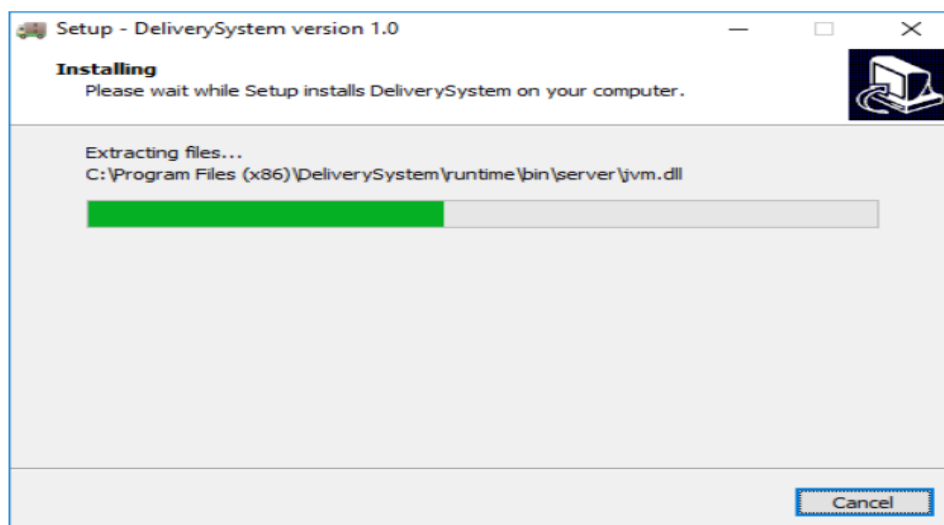 Setup - DeliverySystem version 1.0
Installing
Please wait while Setup installs DeliverySystem on your computer.
Extracting files...
C:\Program Files (x86)\DeliverySystem\runtime\bin\server\jvm.dll
Cancel